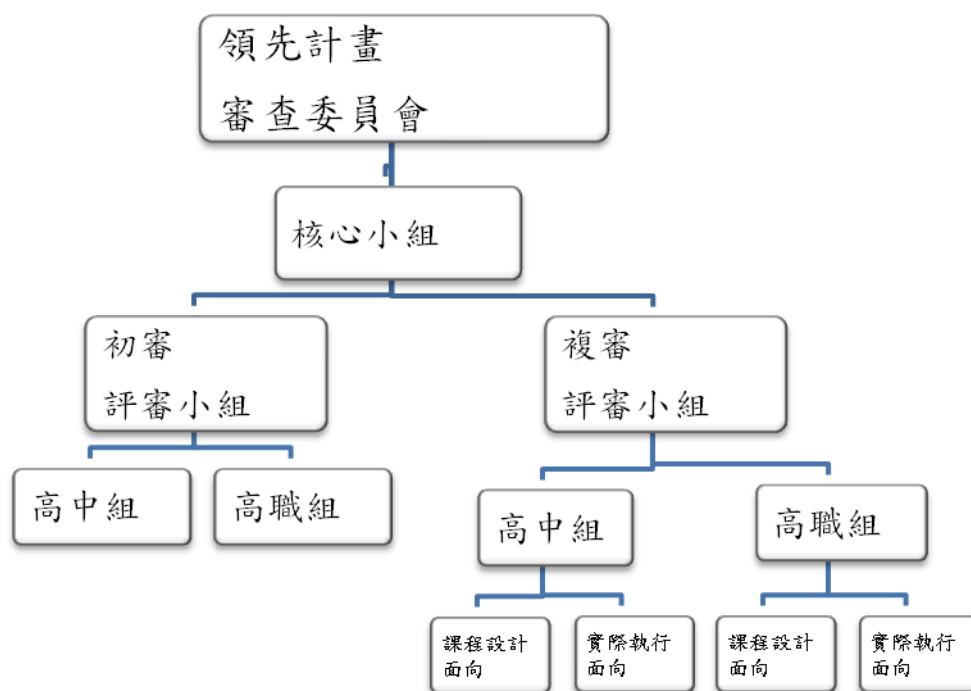 領先計畫
審查委員會
核心小組
初審
評審小組
複審
評審小組
高中組
高職組
高中組
高職組
課程設計
面向
實際執行
面向
課程設計
面向
實際執行
面向